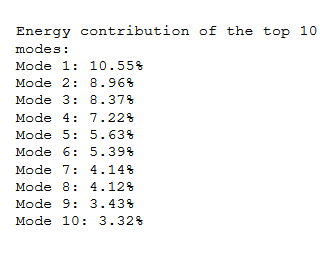 Energy contribution of the top 10
modes:
Mode 1: 10.55%
Mode 2: 8.96%
Mode 3: 8.37%
Mode 4: 7.22%
Mode 5: 5.63%
Mode 6: 5.39%
Mode 7: 4.14%
Mode 8: 4.12%
Mode 9: 3.43%
Mode 10: 3.32%